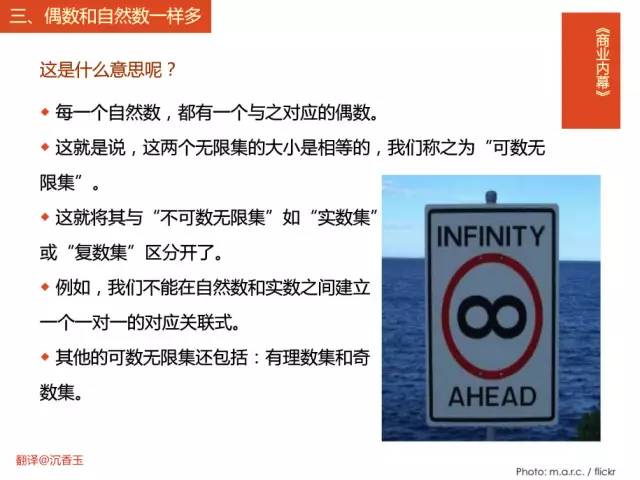 三、偶数和自然数一样多
《商业内幕》
这是什么意思呢？
◆ 每一个自然数，都有一个与之对应的偶数。
◆ 这就是说，这两个无限集的大小是相等的，我们称之为“可数无
限集”。
◆ 这就将其与“不可数无限集”如“实数集”
或“复数集”区分开了。
◆ 例如，我们不能在自然数和实数之间建立
一个一对一的对应关联式。
◆ 其他的可数无限集还包括：有理数集和奇
数集。
INFINITY
∞
AHEAD
翻译@沉香玉
Photo: m.a.r.c. / flickr